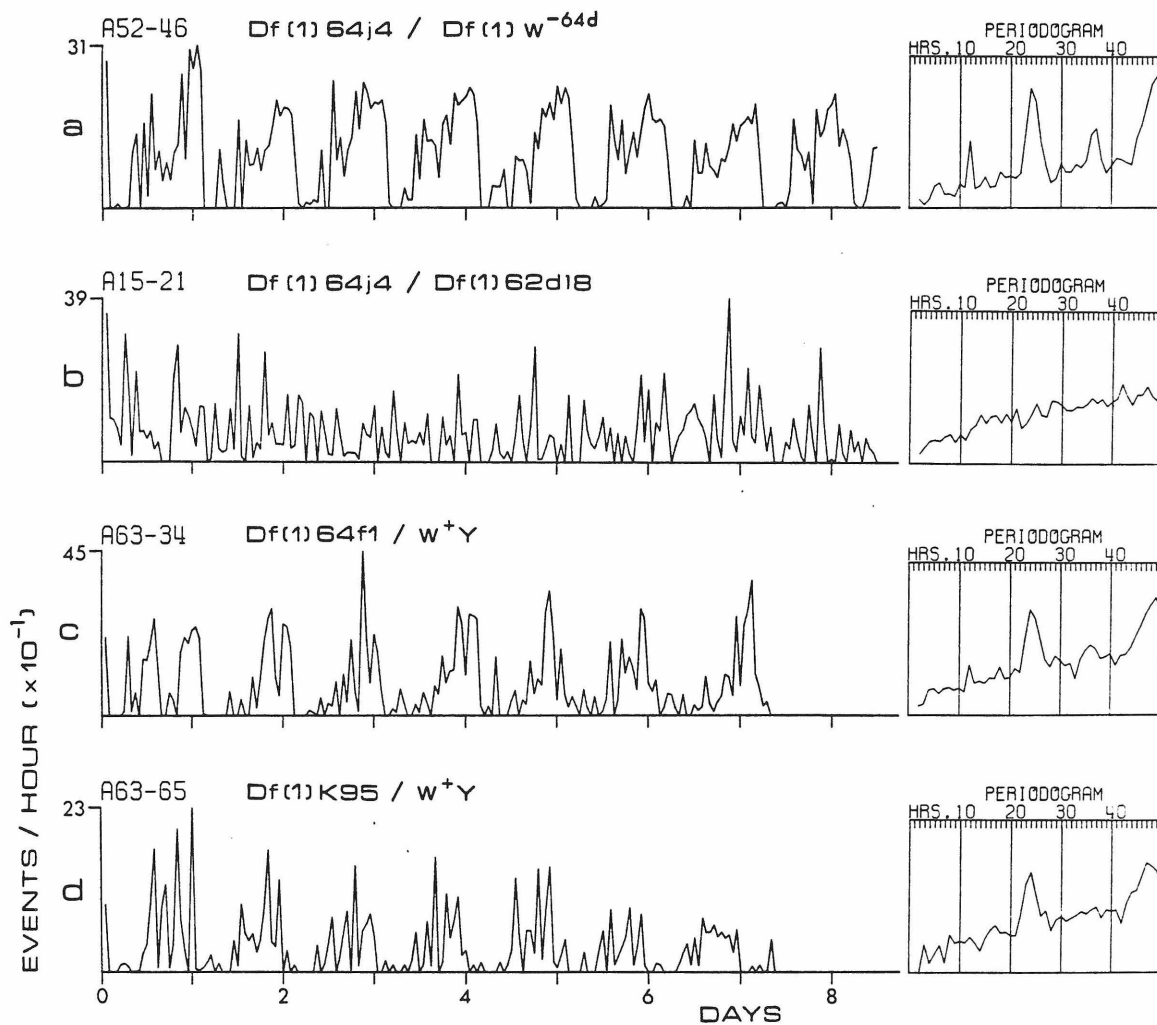 A52-46 Df(1)64j4 / Df(1)w-64d
PERIODOGRAM
HRS. 10 20 30 40
31
a
A15-21 Df(1)64j4 / Df(1)62d18
PERIODOGRAM
HRS. 10 20 30 40
39
b
A63-34 Df(1)64f1 / w+Y
PERIODOGRAM
HRS. 10 20 30 40
45
c
A63-65 Df(1)K95 / w+Y
PERIODOGRAM
HRS. 10 20 30 40
23
d
EVENTS / HOUR (x10-1)
0 2 4 6 8
DAYS